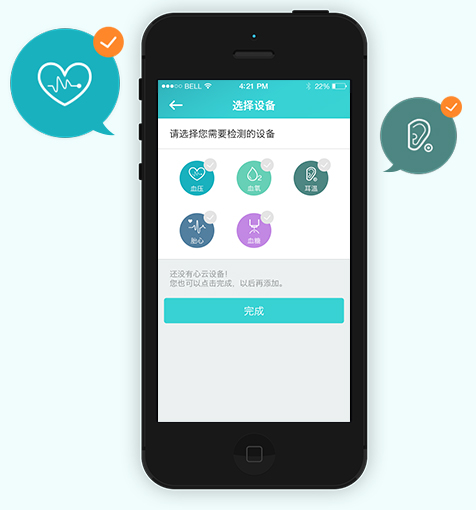 BELL 4:21 PM 22%
选择设备
请选择您需要检测的设备
血压 血氧 耳温
胎心 血糖
还没有心云设备！
您也可以点击完成，以后再添加。
完成